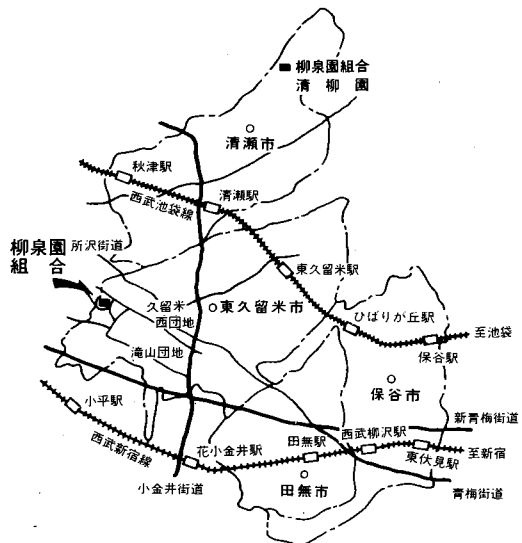 柳泉園組合
清柳園
清瀬市
秋津駅
清瀬駅
西武池袋線
所沢街道
柳泉園
組合
東久留米駅
久留米
西団地
東久留米市
ひばりが丘駅
至池袋
滝山団地
保谷駅
保谷市
小平駅
新青梅街道
西武柳沢駅
田無駅
花小金井駅
西武新宿線
至新宿
東伏見駅
小金井街道
田無市
青梅街道